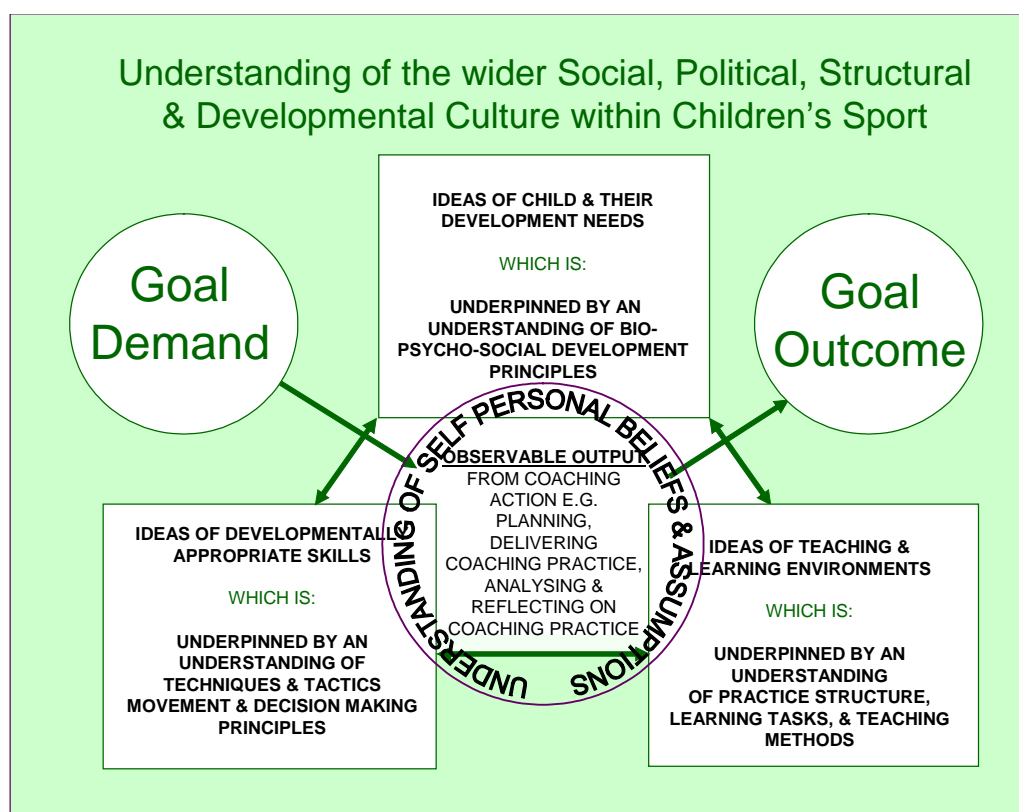 Understanding of the wider Social, Political, Structural
& Developmental Culture within Children's Sport
IDEAS OF CHILD & THEIR
DEVELOPMENT NEEDS
WHICH IS:
UNDERPINNED BY AN
UNDERSTANDING OF BIO-
PSYCHO-SOCIAL DEVELOPMENT
PRINCIPLES
Goal
Demand
Goal
Outcome
UNDERSTANDING OF SELF PERSONAL BELIEFS & ASSUMPTIONS
OBSERVABLE OUTPUT
FROM COACHING
ACTION E.G.
PLANNING,
DELIVERING
COACHING PRACTICE,
ANALYSING &
REFLECTING ON
COACHING PRACTICE
IDEAS OF DEVELOPMENTALLY
APPROPRIATE SKILLS
WHICH IS:
UNDERPINNED BY AN
UNDERSTANDING OF
TECHNIQUES & TACTICS
MOVEMENT & DECISION MAKING
PRINCIPLES
IDEAS OF TEACHING &
LEARNING ENVIRONMENTS
WHICH IS:
UNDERPINNED BY AN
UNDERSTANDING
OF PRACTICE STRUCTURE,
LEARNING TASKS, & TEACHING
METHODS